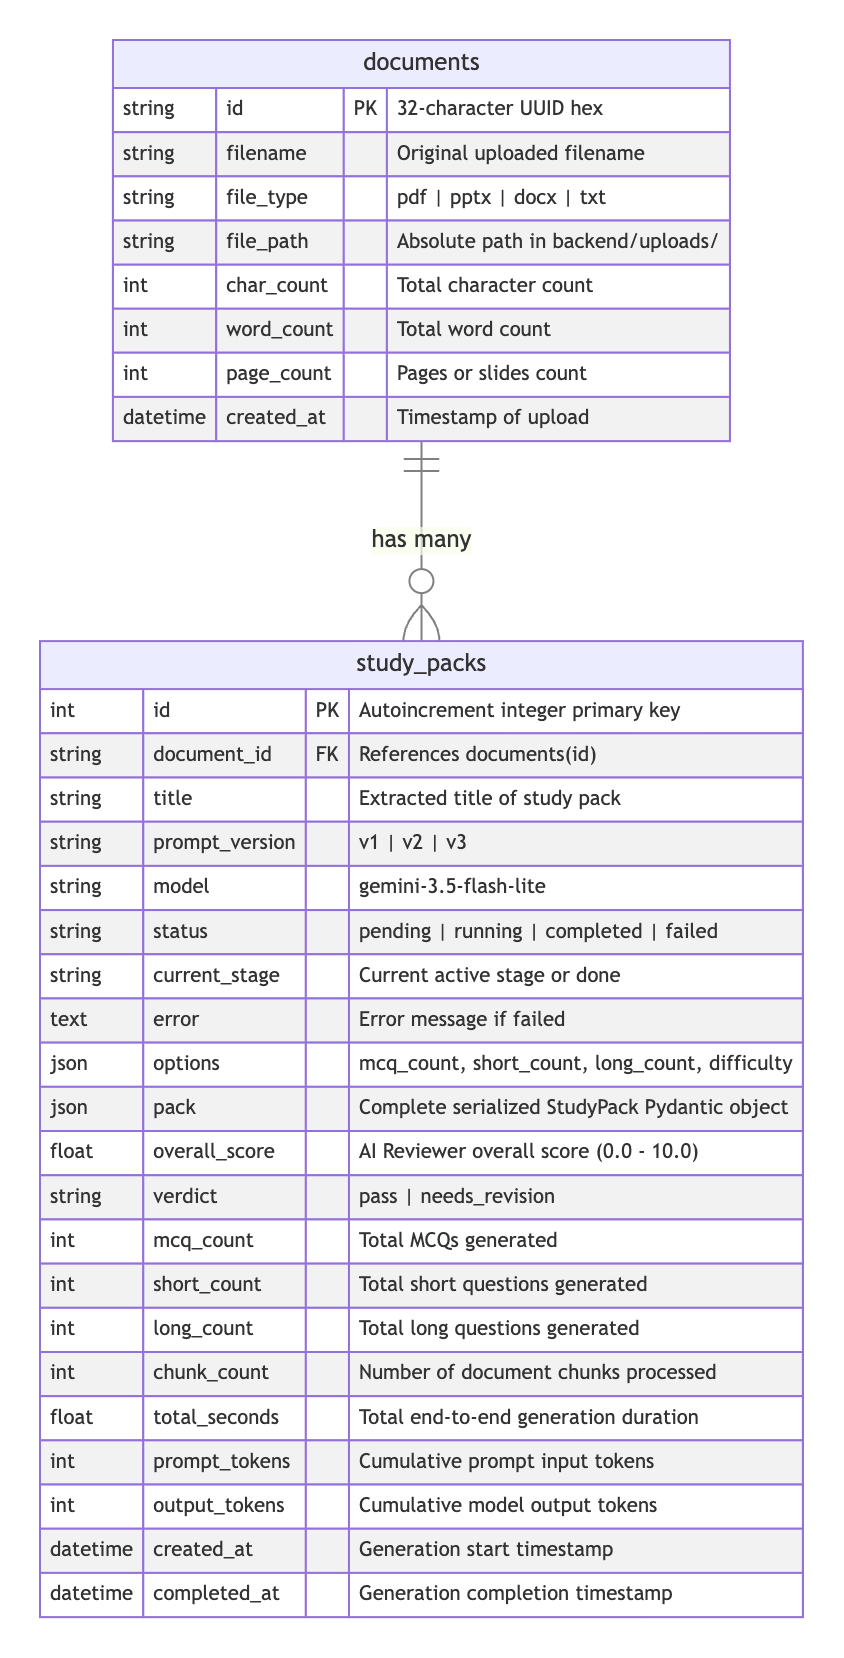 documents
string id PK 32-character UUID hex
string filename Original uploaded filename
string file_type pdf | pptx | docx | txt
string file_path Absolute path in backend/uploads/
int char_count Total character count
int word_count Total word count
int page_count Pages or slides count
datetime created_at Timestamp of upload
has many
study_packs
int id PK Autoincrement integer primary key
string document_id FK References documents(id)
string title Extracted title of study pack
string prompt_version v1 | v2 | v3
string model gemini-3.5-flash-lite
string status pending | running | completed | failed
string current_stage Current active stage or done
text error Error message if failed
json options mcq_count, short_count, long_count, difficulty
json pack Complete serialized StudyPack Pydantic object
float overall_score AI Reviewer overall score (0.0 - 10.0)
string verdict pass | needs_revision
int mcq_count Total MCQs generated
int short_count Total short questions generated
int long_count Total long questions generated
int chunk_count Number of document chunks processed
float total_seconds Total end-to-end generation duration
int prompt_tokens Cumulative prompt input tokens
int output_tokens Cumulative model output tokens
datetime created_at Generation start timestamp
datetime completed_at Generation completion timestamp